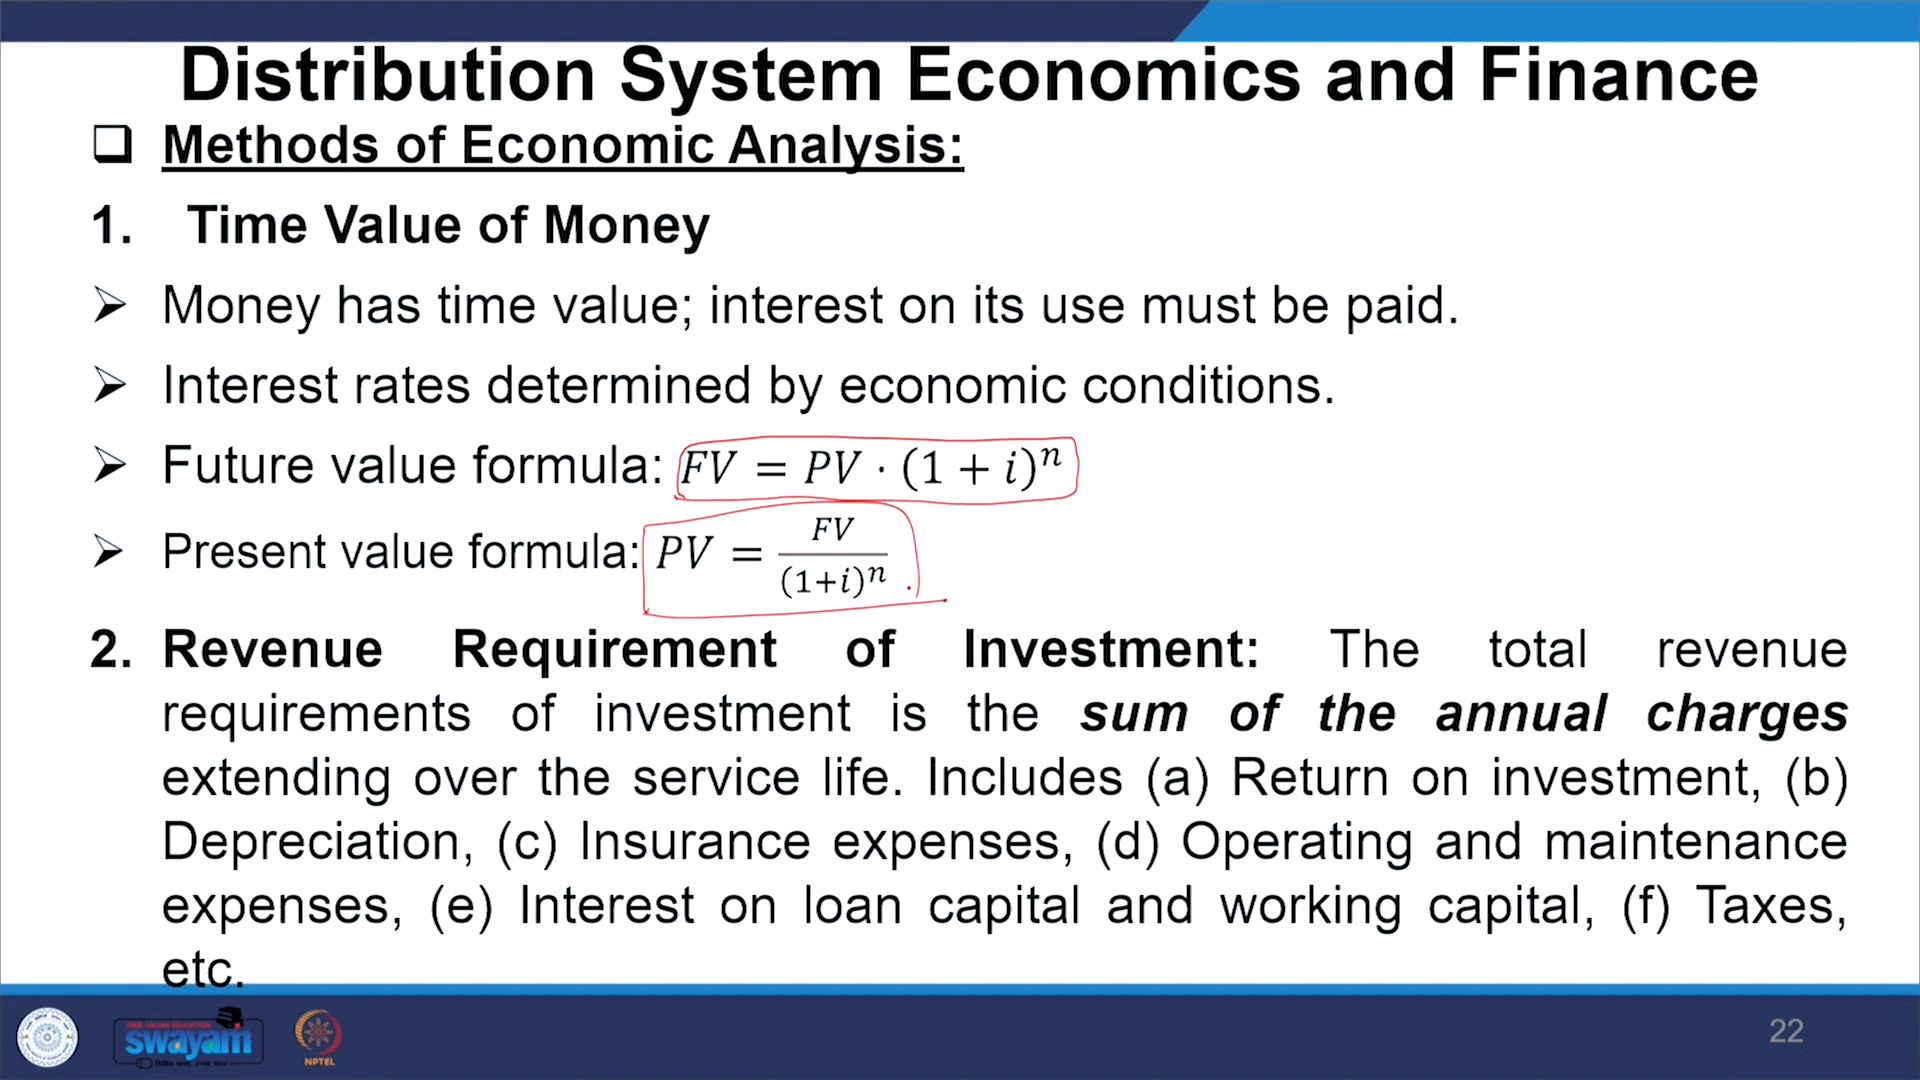 Distribution System Economics and Finance
❑ Methods of Economic Analysis:
1. Time Value of Money
➢ Money has time value; interest on its use must be paid.
➢ Interest rates determined by economic conditions.
➢ Future value formula: FV = PV · (1 + i)^n
➢ Present value formula: PV = FV/(1+i)^n
2. Revenue Requirement of Investment: The total revenue
requirements of investment is the sum of the annual charges
extending over the service life. Includes (a) Return on investment, (b)
Depreciation, (c) Insurance expenses, (d) Operating and maintenance
expenses, (e) Interest on loan capital and working capital, (f) Taxes,
etc.
FREE ONLINE EDUCATION
swayam
NPTEL
22